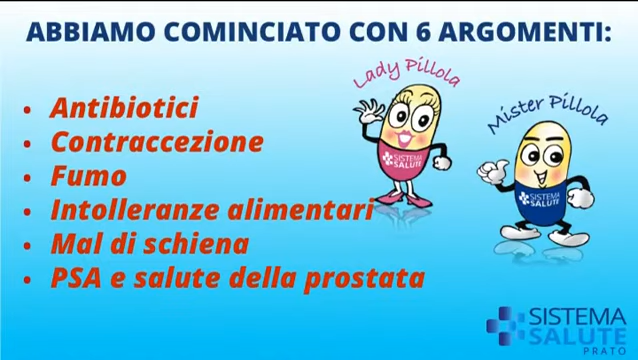 ABBIAMO COMINCIATO CON 6 ARGOMENTI:
Lady Pillola
Mister Pillola
• Antibiotici
• Contraccezione
• Fumo
• Intolleranze alimentari
• Mal di schiena
• PSA e salute della prostata
SISTEMA
SALUTE
SISTEMA
SALUTE
SISTEMA
SALUTE
PRATO